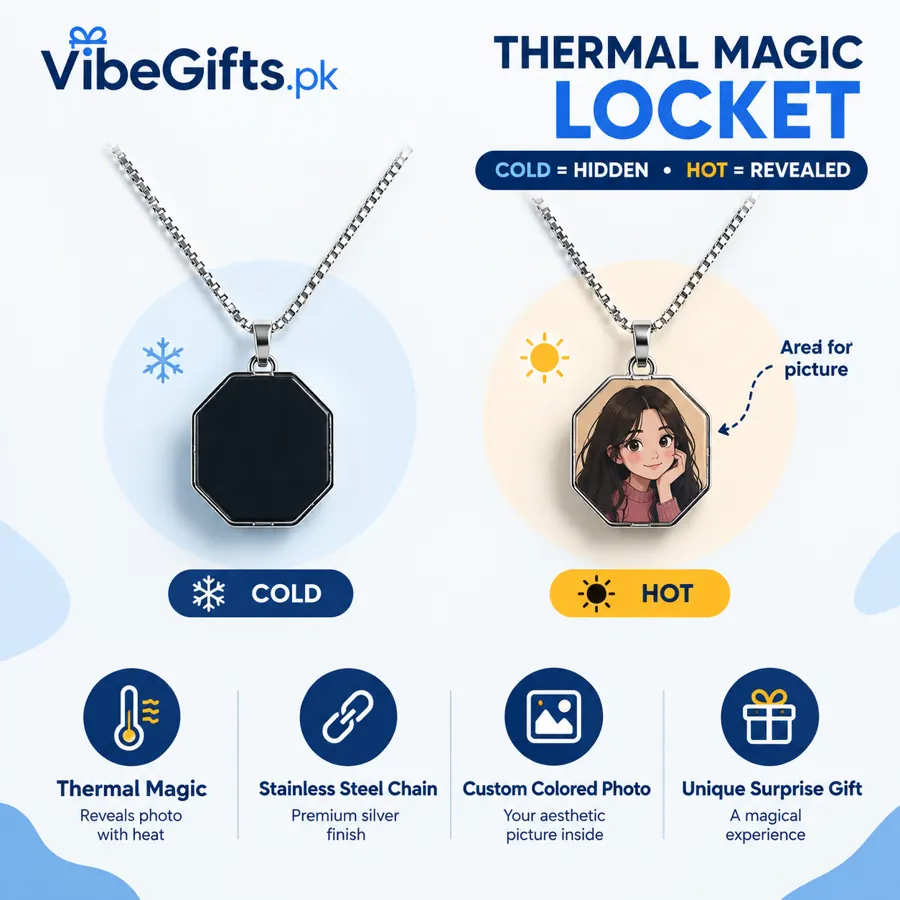 VibeGifts.pk
THERMAL MAGIC
LOCKET
COLD = HIDDEN • HOT = REVEALED
Area for
picture
COLD
HOT
Thermal Magic
Reveals photo
with heat
Stainless Steel Chain
Premium silver
finish
Custom Colored Photo
Your aesthetic
picture inside
Unique Surprise Gift
A magical
experience